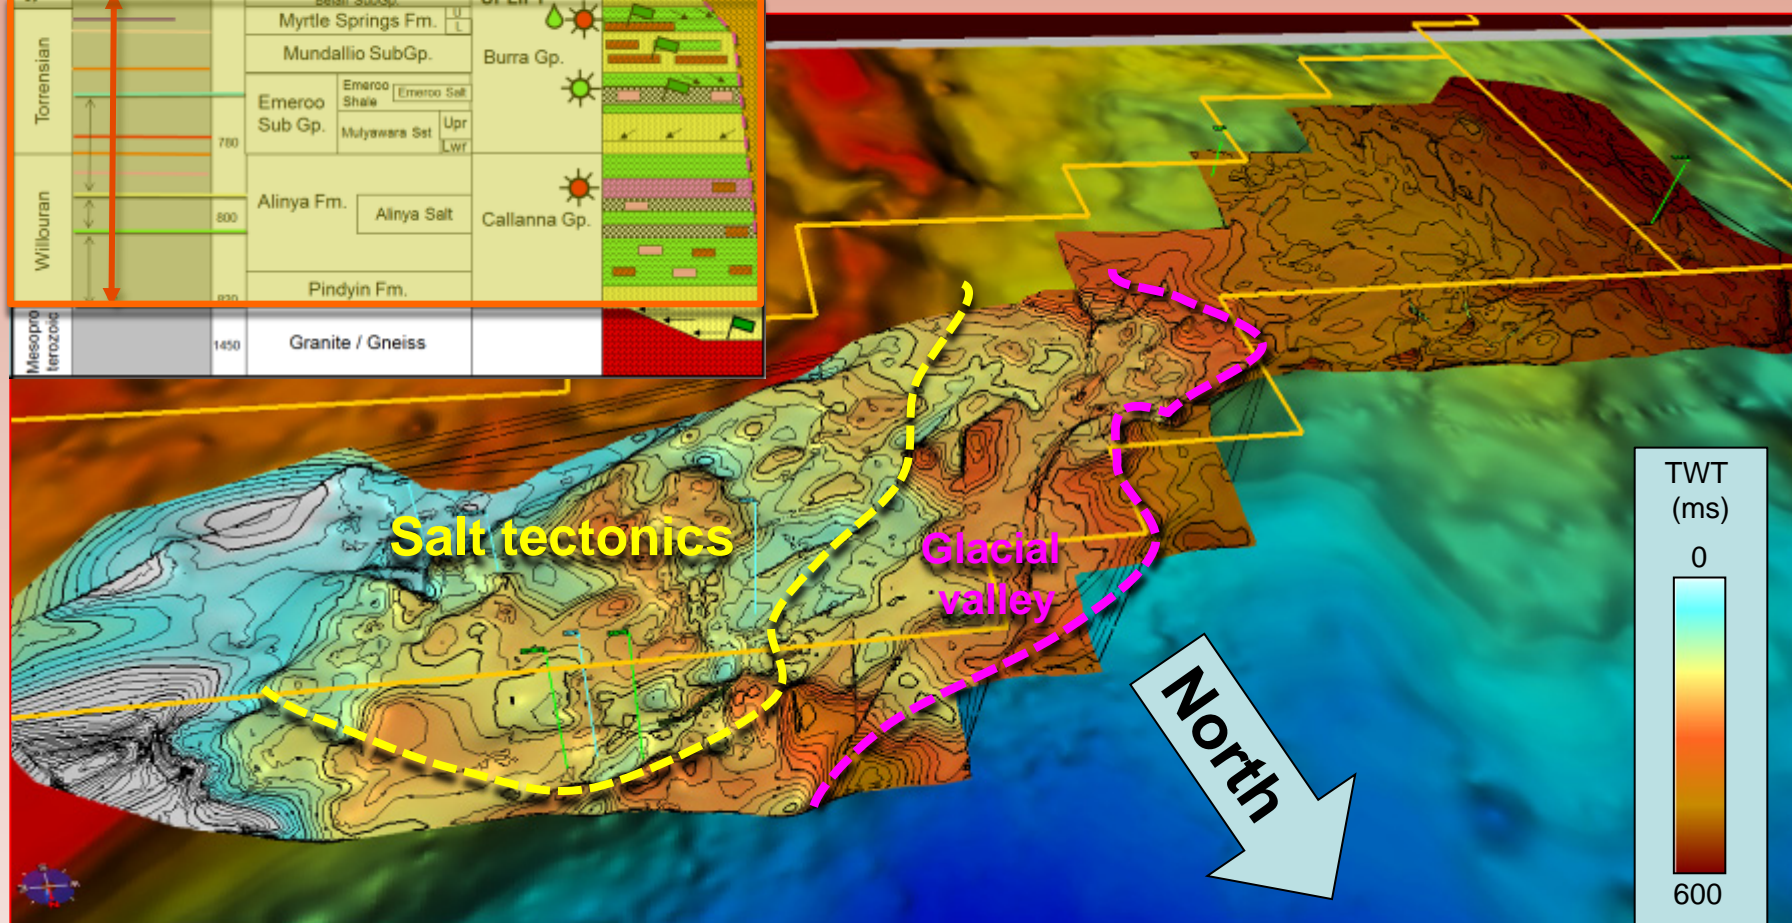 Myrtle Springs Fm.
U
L
Mundallio SubGp.
Burra Gp.
Torrensian
Emeroo
Sub Gp.
Emeroo
Shale
Emeroo Salt
Mulyawara Sst
Upr
Lwr
780
Willouran
Alinya Fm.
Alinya Salt
800
Callanna Gp.
Pindyin Fm.
Mesopro
terozoic
1450
Granite / Gneiss
Salt tectonics
Glacial
valley
North
TWT
(ms)
0
600